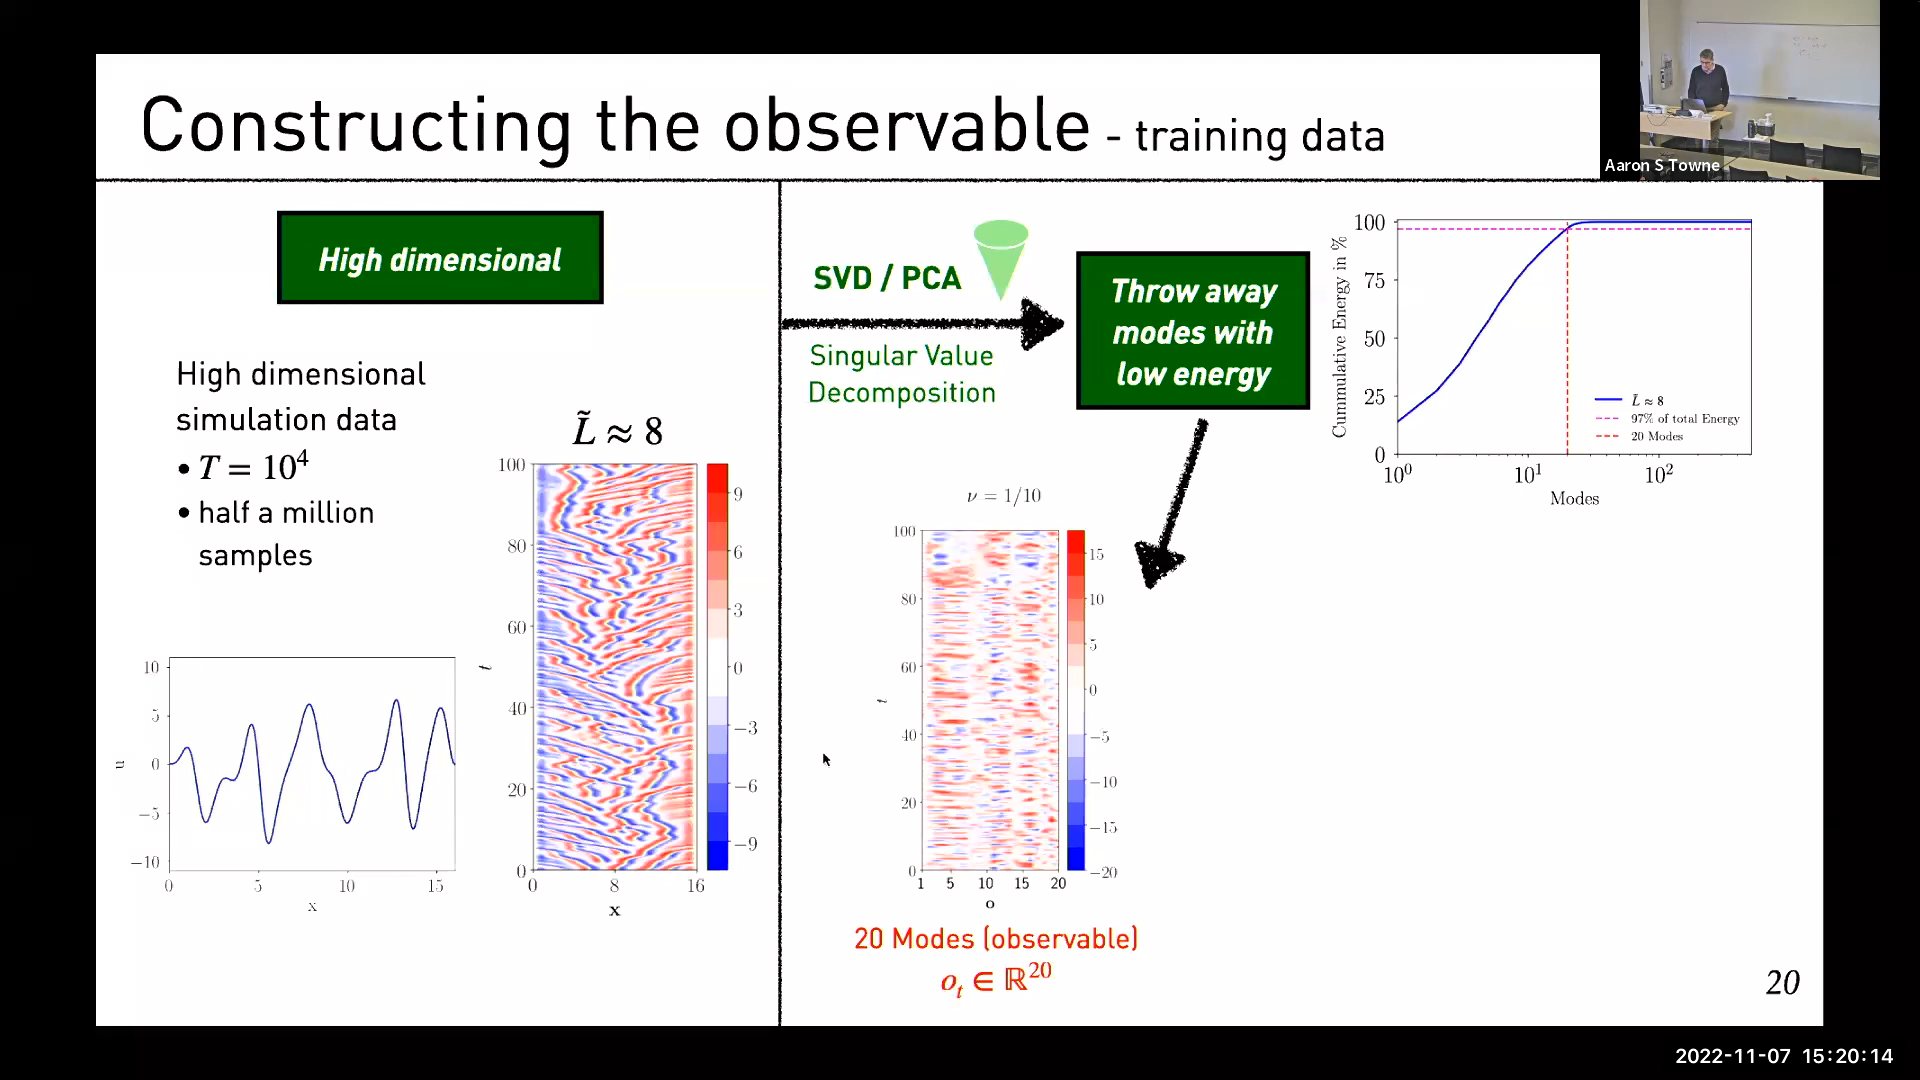 Constructing the observable - training data
Aaron S Towne
High dimensional
High dimensional
simulation data
• T = 10⁴
• half a million
samples
L̃ ≈ 8
100
80
60
40
20
0
t
0 8 16
x
9
6
3
0
−3
−6
−9
10
5
0
−5
−10
u
0 5 10 15
x
SVD / PCA
Singular Value
Decomposition
Throw away
modes with
low energy
ν = 1/10
100
80
60
40
20
0
t
1 5 10 15 20
o
15
10
5
0
−5
−10
−15
−20
20 Modes (observable)
oₜ ∈ ℝ²⁰
Cummulative Energy in %
100
75
50
25
0
10⁰ 10¹ 10²
Modes
L̃ ≈ 8
97% of total Energy
20 Modes
20
2022-11-07 15:20:14